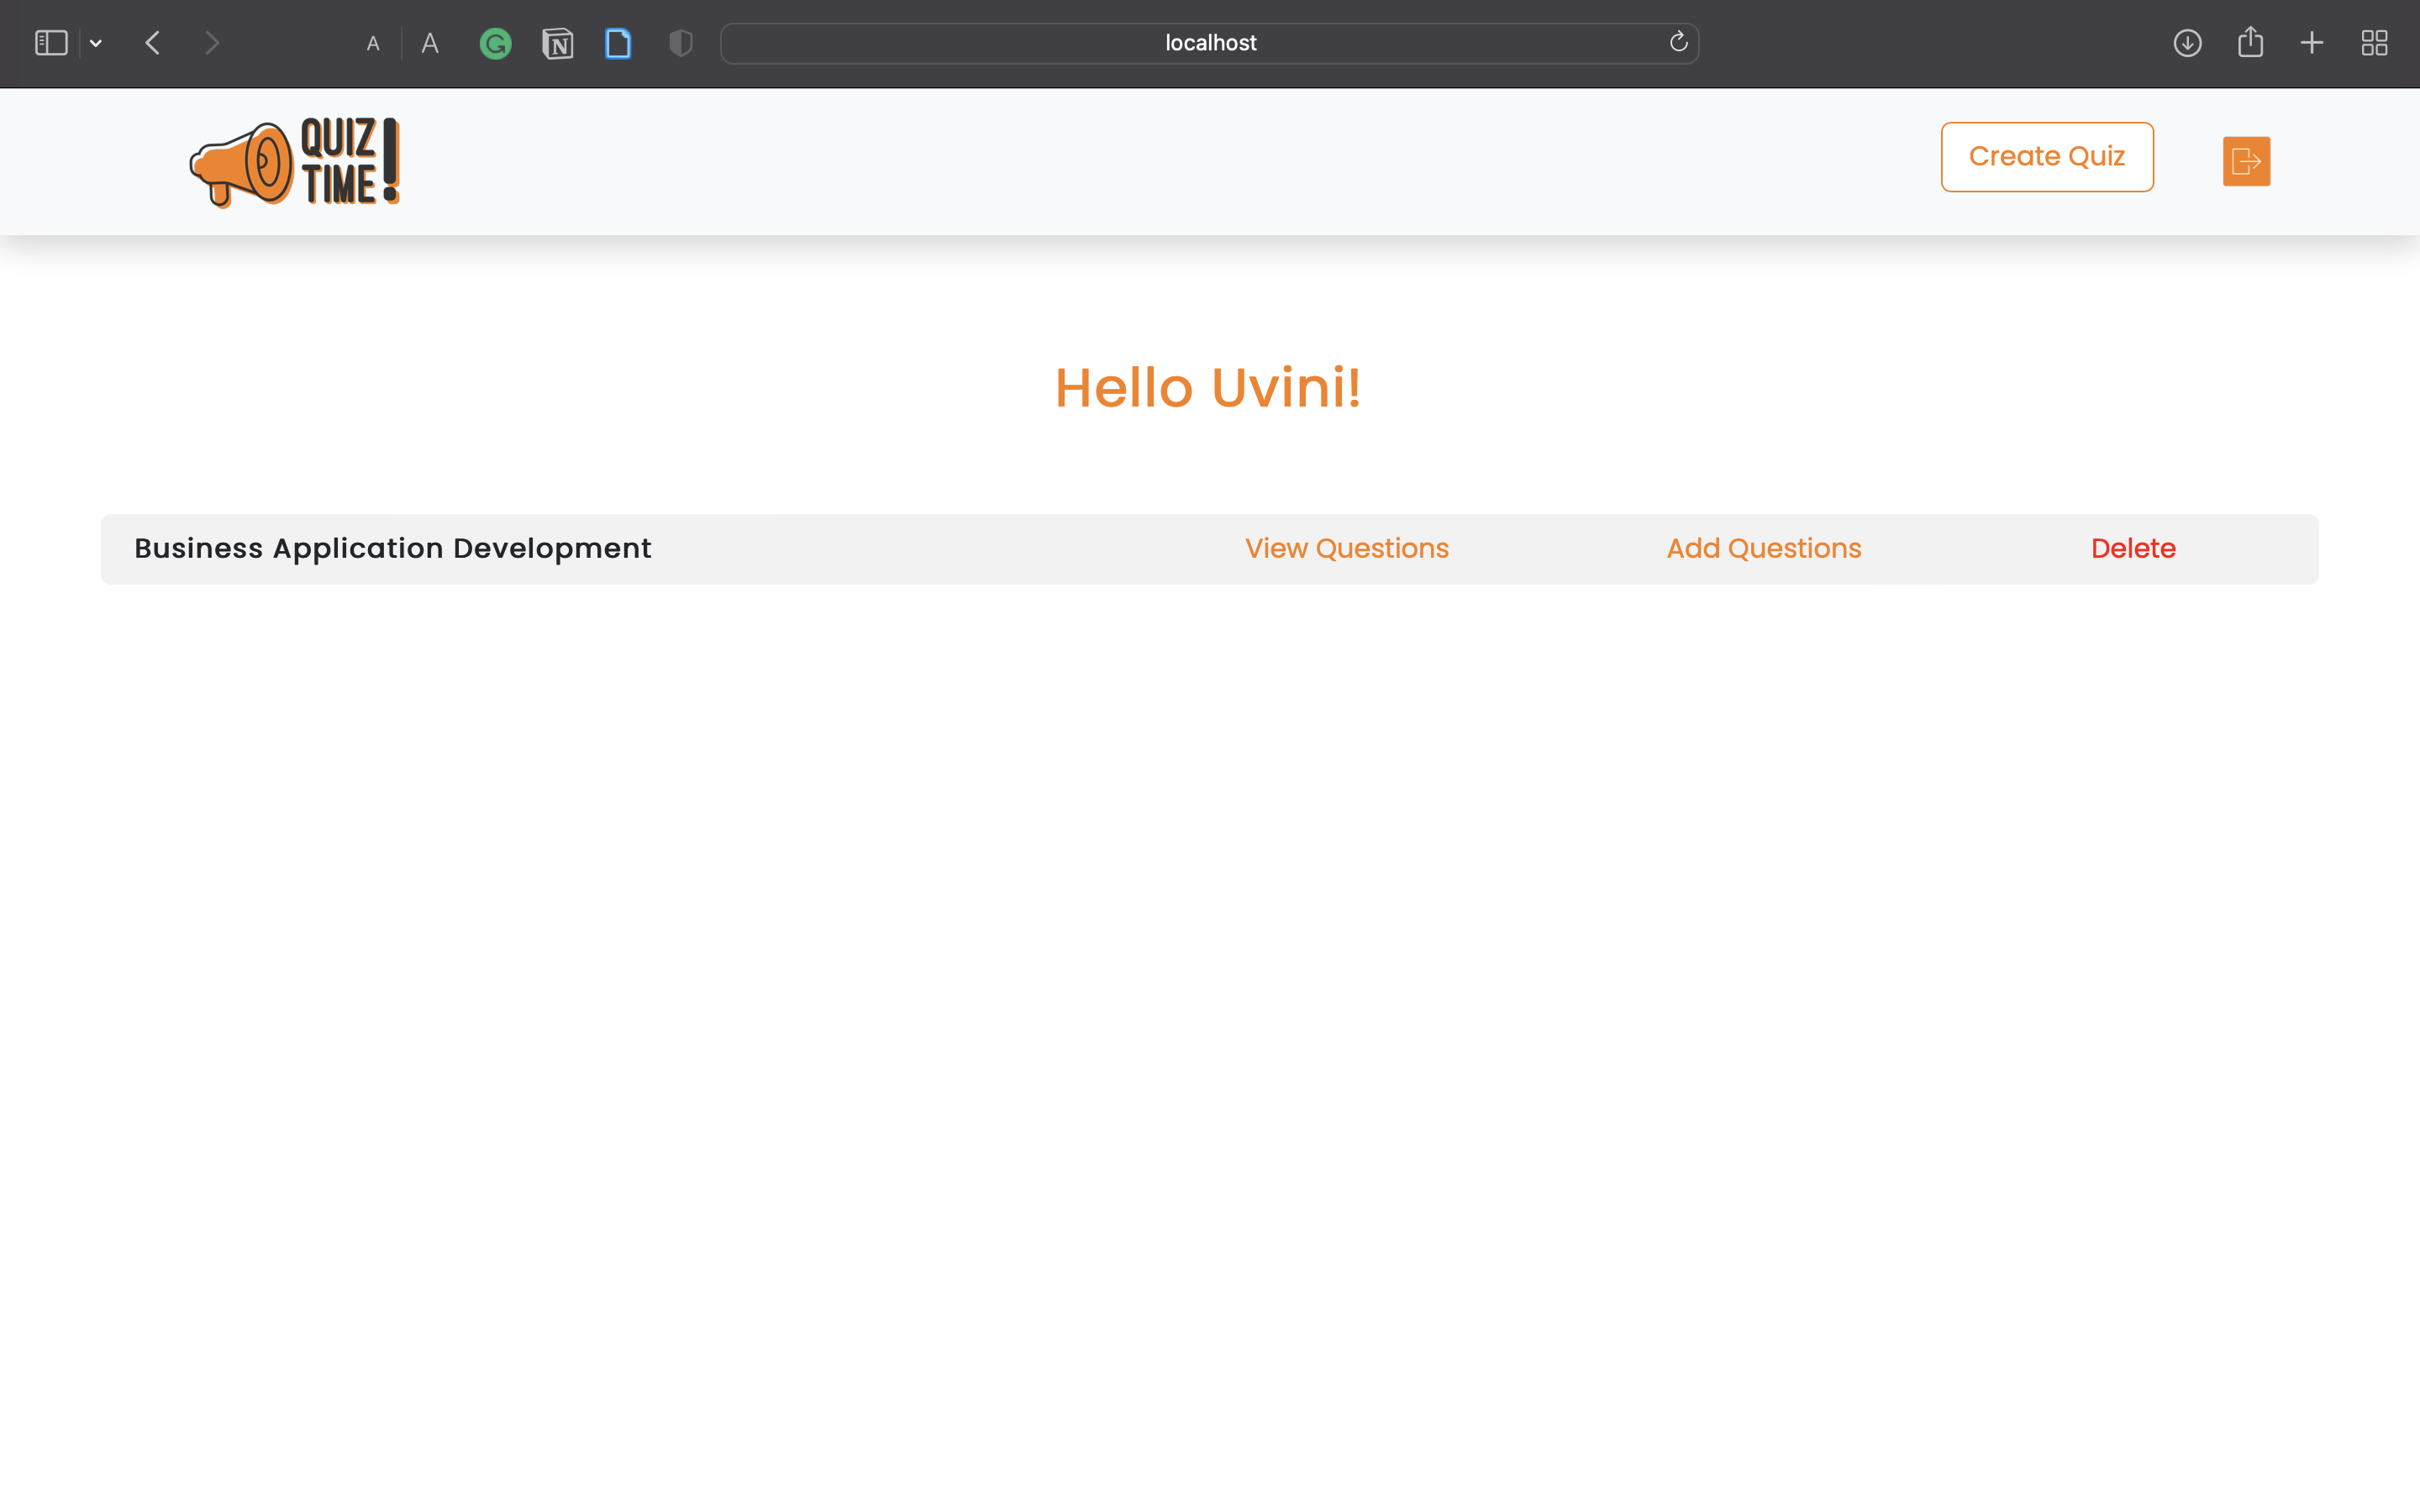 A A localhost
QUIZ
TIME!
Create Quiz
Hello Uvini!
Business Application Development View Questions Add Questions Delete